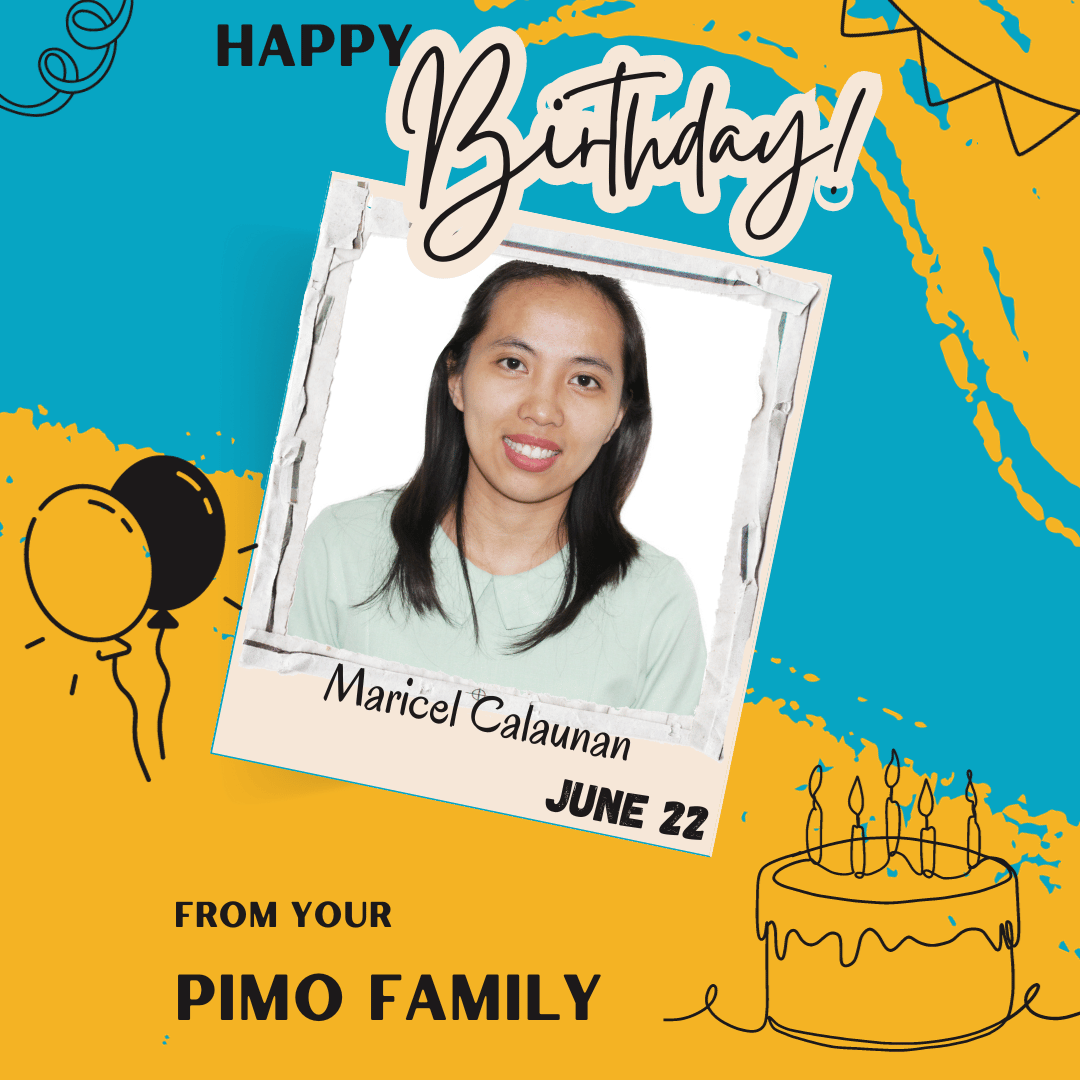 HAPPY
Birthday!
Maricel Calaunan
JUNE 22
FROM YOUR
PIMO FAMILY